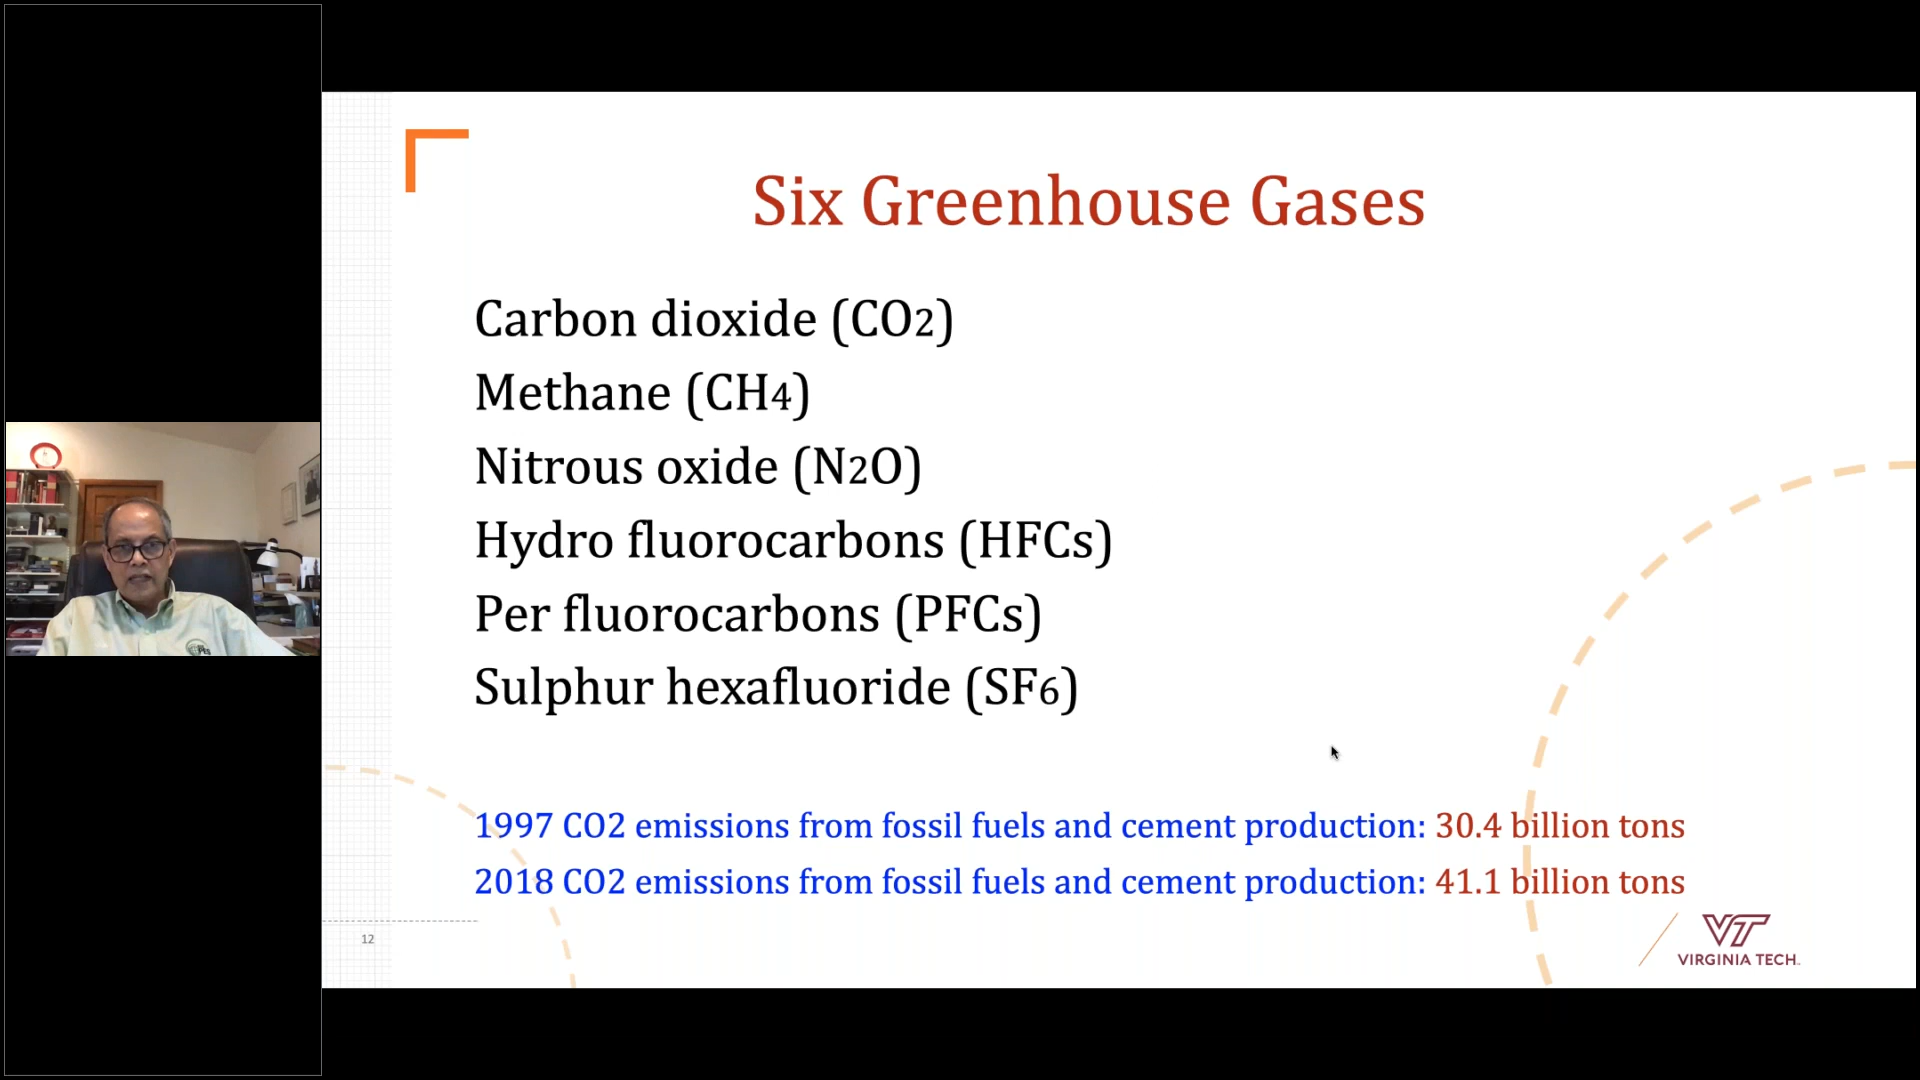 Six Greenhouse Gases
Carbon dioxide (CO2)
Methane (CH4)
Nitrous oxide (N2O)
Hydro fluorocarbons (HFCs)
Per fluorocarbons (PFCs)
Sulphur hexafluoride (SF6)
1997 CO2 emissions from fossil fuels and cement production: 30.4 billion tons
2018 CO2 emissions from fossil fuels and cement production: 41.1 billion tons
12
VT
VIRGINIA TECH
PES